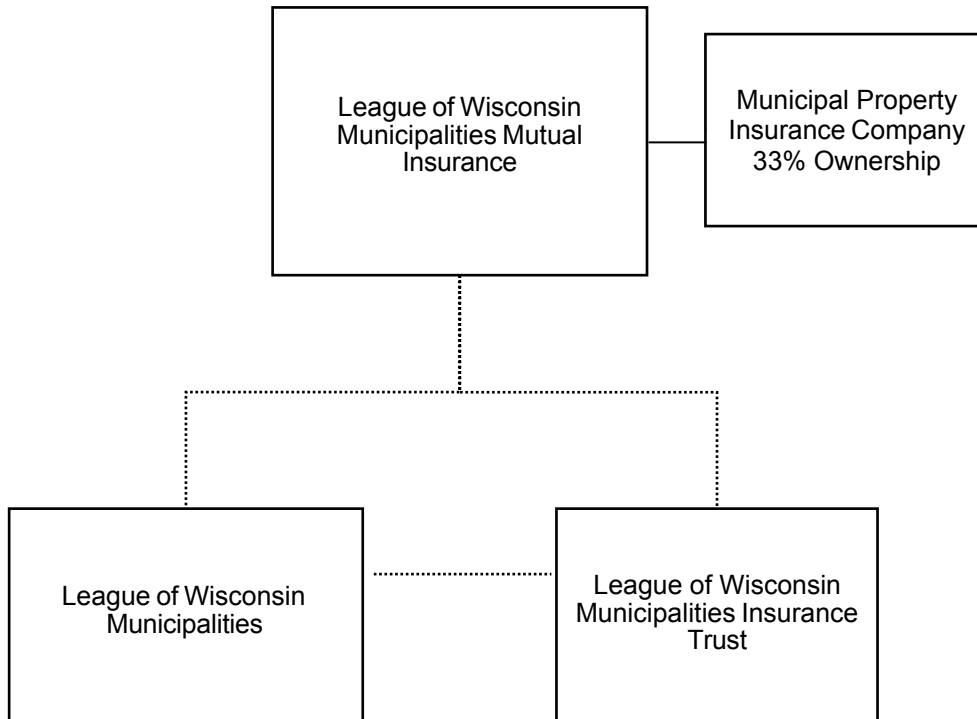 League of Wisconsin
Municipalities Mutual
Insurance
Municipal Property
Insurance Company
33% Ownership
League of Wisconsin
Municipalities
League of Wisconsin
Municipalities Insurance
Trust